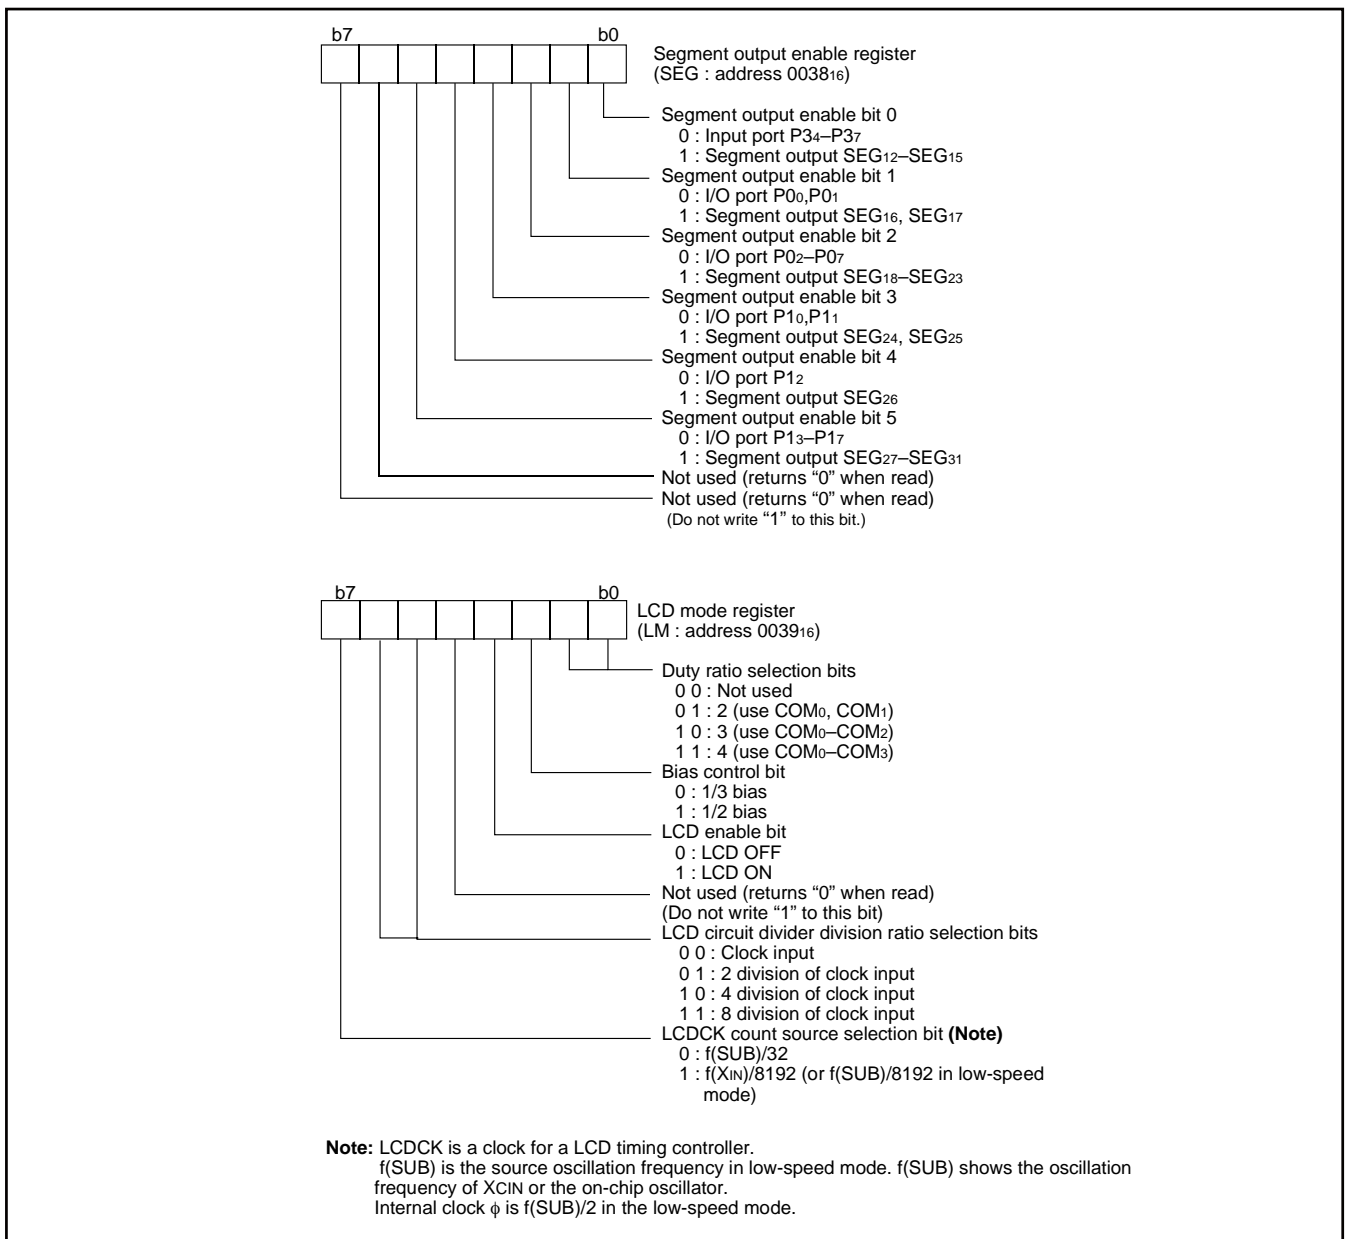 b7 b0
Segment output enable register
(SEG : address 003816)
Segment output enable bit 0
0 : Input port P34–P37
1 : Segment output SEG12–SEG15
Segment output enable bit 1
0 : I/O port P00,P01
1 : Segment output SEG16, SEG17
Segment output enable bit 2
0 : I/O port P02–P07
1 : Segment output SEG18–SEG23
Segment output enable bit 3
0 : I/O port P10,P11
1 : Segment output SEG24, SEG25
Segment output enable bit 4
0 : I/O port P12
1 : Segment output SEG26
Segment output enable bit 5
0 : I/O port P13–P17
1 : Segment output SEG27–SEG31
Not used (returns “0” when read)
Not used (returns “0” when read)
(Do not write “1” to this bit.)
b7 b0
LCD mode register
(LM : address 003916)
Duty ratio selection bits
0 0 : Not used
0 1 : 2 (use COM0, COM1)
1 0 : 3 (use COM0–COM2)
1 1 : 4 (use COM0–COM3)
Bias control bit
0 : 1/3 bias
1 : 1/2 bias
LCD enable bit
0 : LCD OFF
1 : LCD ON
Not used (returns “0” when read)
(Do not write “1” to this bit)
LCD circuit divider division ratio selection bits
0 0 : Clock input
0 1 : 2 division of clock input
1 0 : 4 division of clock input
1 1 : 8 division of clock input
LCDCK count source selection bit (Note)
0 : f(SUB)/32
1 : f(XIN)/8192 (or f(SUB)/8192 in low-speed
mode)
Note: LCDCK is a clock for a LCD timing controller.
f(SUB) is the source oscillation frequency in low-speed mode. f(SUB) shows the oscillation
frequency of XCIN or the on-chip oscillator.
Internal clock ϕ is f(SUB)/2 in the low-speed mode.